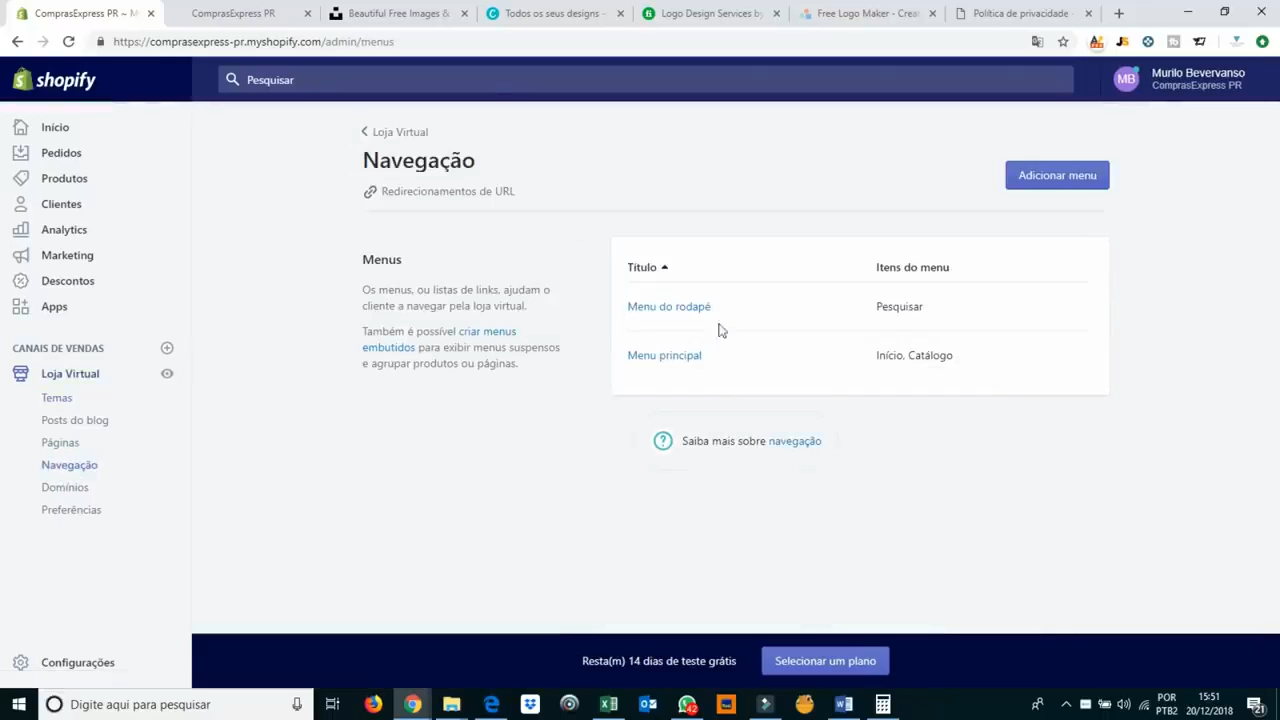 ComprasExpress PR ~ M
ComprasExpress PR
Beautiful Free Images &
Todos os seus designs –
Logo Design Services by
Free Logo Maker - Crea
Política de privacidade –
https://comprasexpress-pr.myshopify.com/admin/menus
JS
shopify
Pesquisar
MB
Murilo Bevervanso
ComprasExpress PR
Início
Pedidos
Produtos
Clientes
Analytics
Marketing
Descontos
Apps
CANAIS DE VENDAS
Loja Virtual
Temas
Posts do blog
Páginas
Navegação
Domínios
Preferências
Configurações
Loja Virtual
Navegação
Redirecionamentos de URL
Adicionar menu
Menus
Os menus, ou listas de links, ajudam o
cliente a navegar pela loja virtual.
Também é possível criar menus
embutidos para exibir menus suspensos
e agrupar produtos ou páginas.
Título
Itens do menu
Menu do rodapé
Pesquisar
Menu principal
Início, Catálogo
Saiba mais sobre navegação
Resta(m) 14 dias de teste grátis
Selecionar um plano
Digite aqui para pesquisar
42
POR
PTB2
15:51
20/12/2018
21